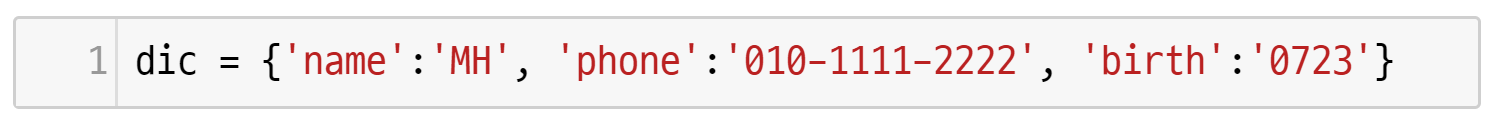 1 dic = {'name':'MH', 'phone':'010-1111-2222', 'birth':'0723'}